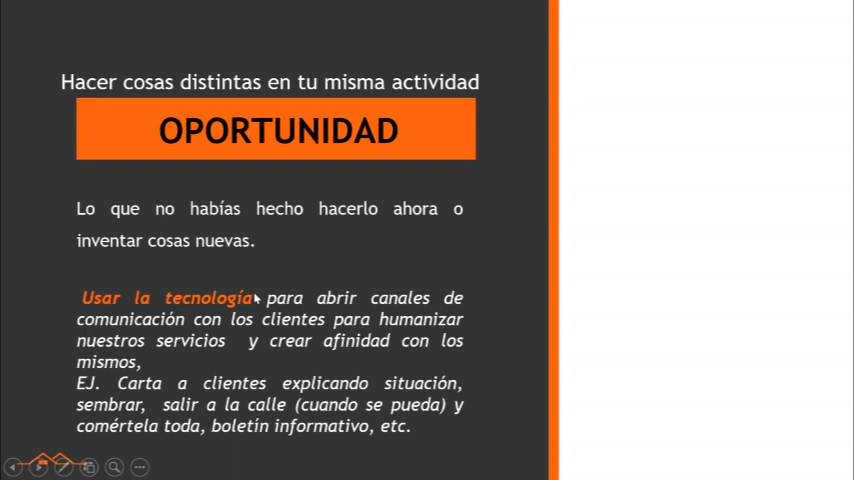 Hacer cosas distintas en tu misma actividad
OPORTUNIDAD
Lo que no habías hecho hacerlo ahora o
inventar cosas nuevas.
Usar la tecnología para abrir canales de
comunicación con los clientes para humanizar
nuestros servicios y crear afinidad con los
mismos,
EJ. Carta a clientes explicando situación,
sembrar, salir a la calle (cuando se pueda) y
comértela toda, boletín informativo, etc.